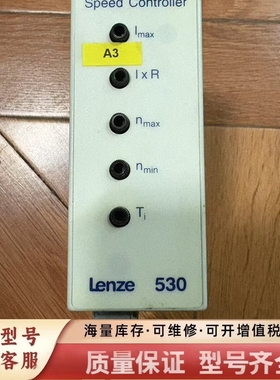 Speed Controller
Imax
A3
I x R
nmax
nmin
Ti
Lenze 530
型号
客服
海量库存·可维修·可开增值税
质量保证 型号齐全